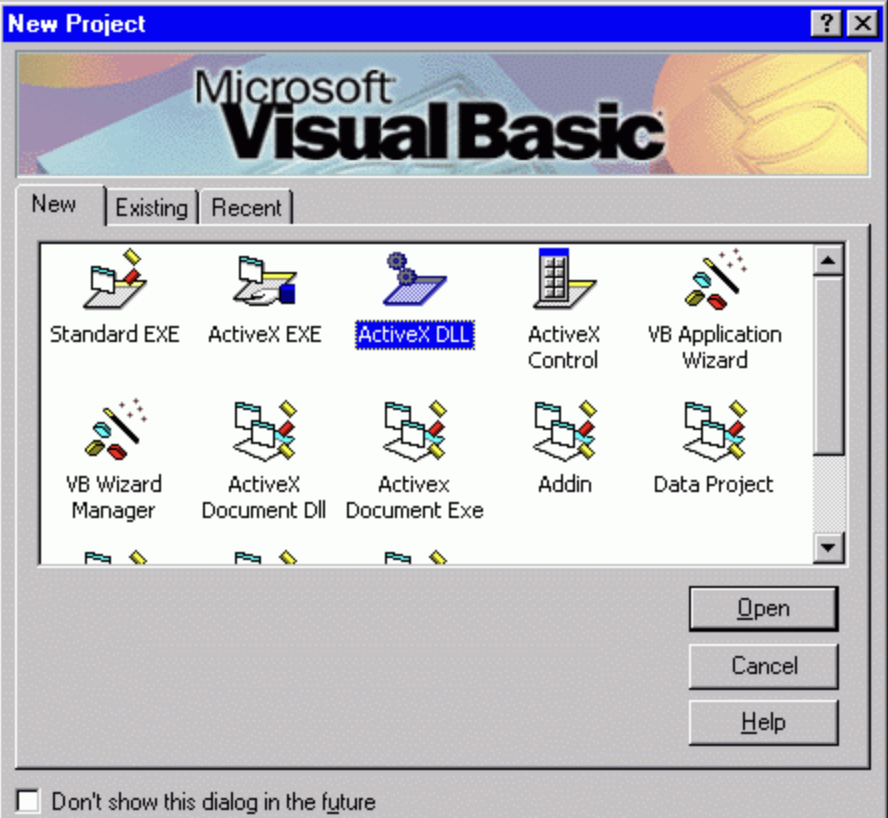 New Project
Microsoft
Visual Basic
New Existing Recent
Standard EXE ActiveX EXE ActiveX DLL ActiveX Control VB Application Wizard
VB Wizard Manager ActiveX Document Dll Activex Document Exe Addin Data Project
Open
Cancel
Help
Don't show this dialog in the future